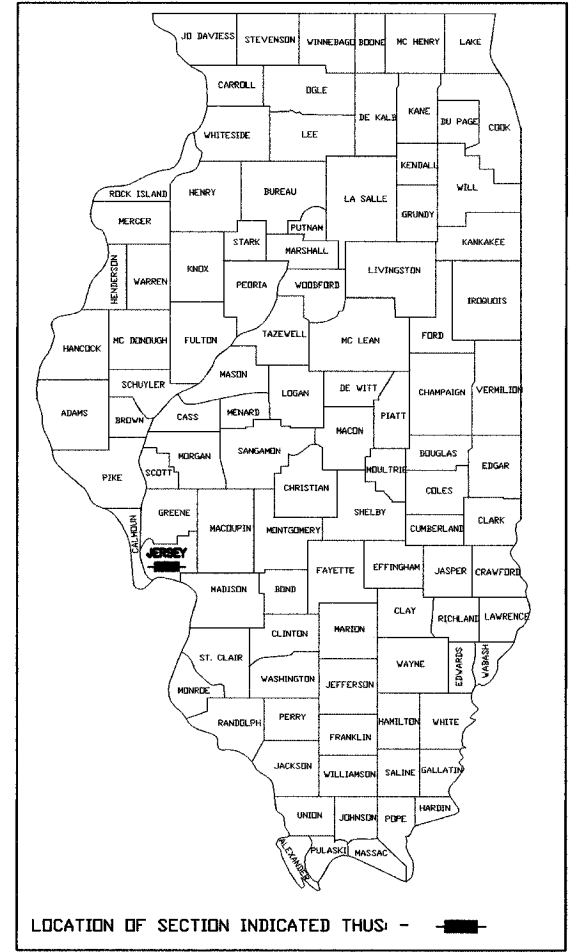 JO DAVIESS
STEVENSON
WINNEBAGO
BOONE
MC HENRY
LAKE
CARROLL
OGLE
DE KALB
KANE
DU PAGE
COOK
WHITESIDE
LEE
KENDALL
WILL
ROCK ISLAND
HENRY
BUREAU
LA SALLE
GRUNDY
MERCER
PUTNAM
STARK
MARSHALL
KANKAKEE
HENDERSON
WARREN
KNOX
PEORIA
WOODFORD
LIVINGSTON
IROQUOIS
HANCOCK
MC DONOUGH
FULTON
TAZEWELL
MC LEAN
FORD
MASON
SCHUYLER
LOGAN
DE WITT
CHAMPAIGN
VERMILION
ADAMS
BROWN
CASS
MENARD
PIATT
MACON
PIKE
SCOTT
MORGAN
SANGAMON
MOULTRIE
DOUGLAS
EDGAR
CHRISTIAN
COLES
CALHOUN
GREENE
MACOUPIN
MONTGOMERY
SHELBY
CUMBERLAND
CLARK
JERSEY
FAYETTE
EFFINGHAM
JASPER
CRAWFORD
MADISON
BOND
CLAY
RICHLAND
LAWRENCE
CLINTON
MARION
ST. CLAIR
WAYNE
EDWARDS
WABASH
MONROE
WASHINGTON
JEFFERSON
RANDOLPH
PERRY
HAMILTON
WHITE
FRANKLIN
JACKSON
WILLIAMSON
SALINE
GALLATIN
UNION
JOHNSON
POPE
HARDIN
ALEXANDER
PULASKI
MASSAC
LOCATION OF SECTION INDICATED THUS: -